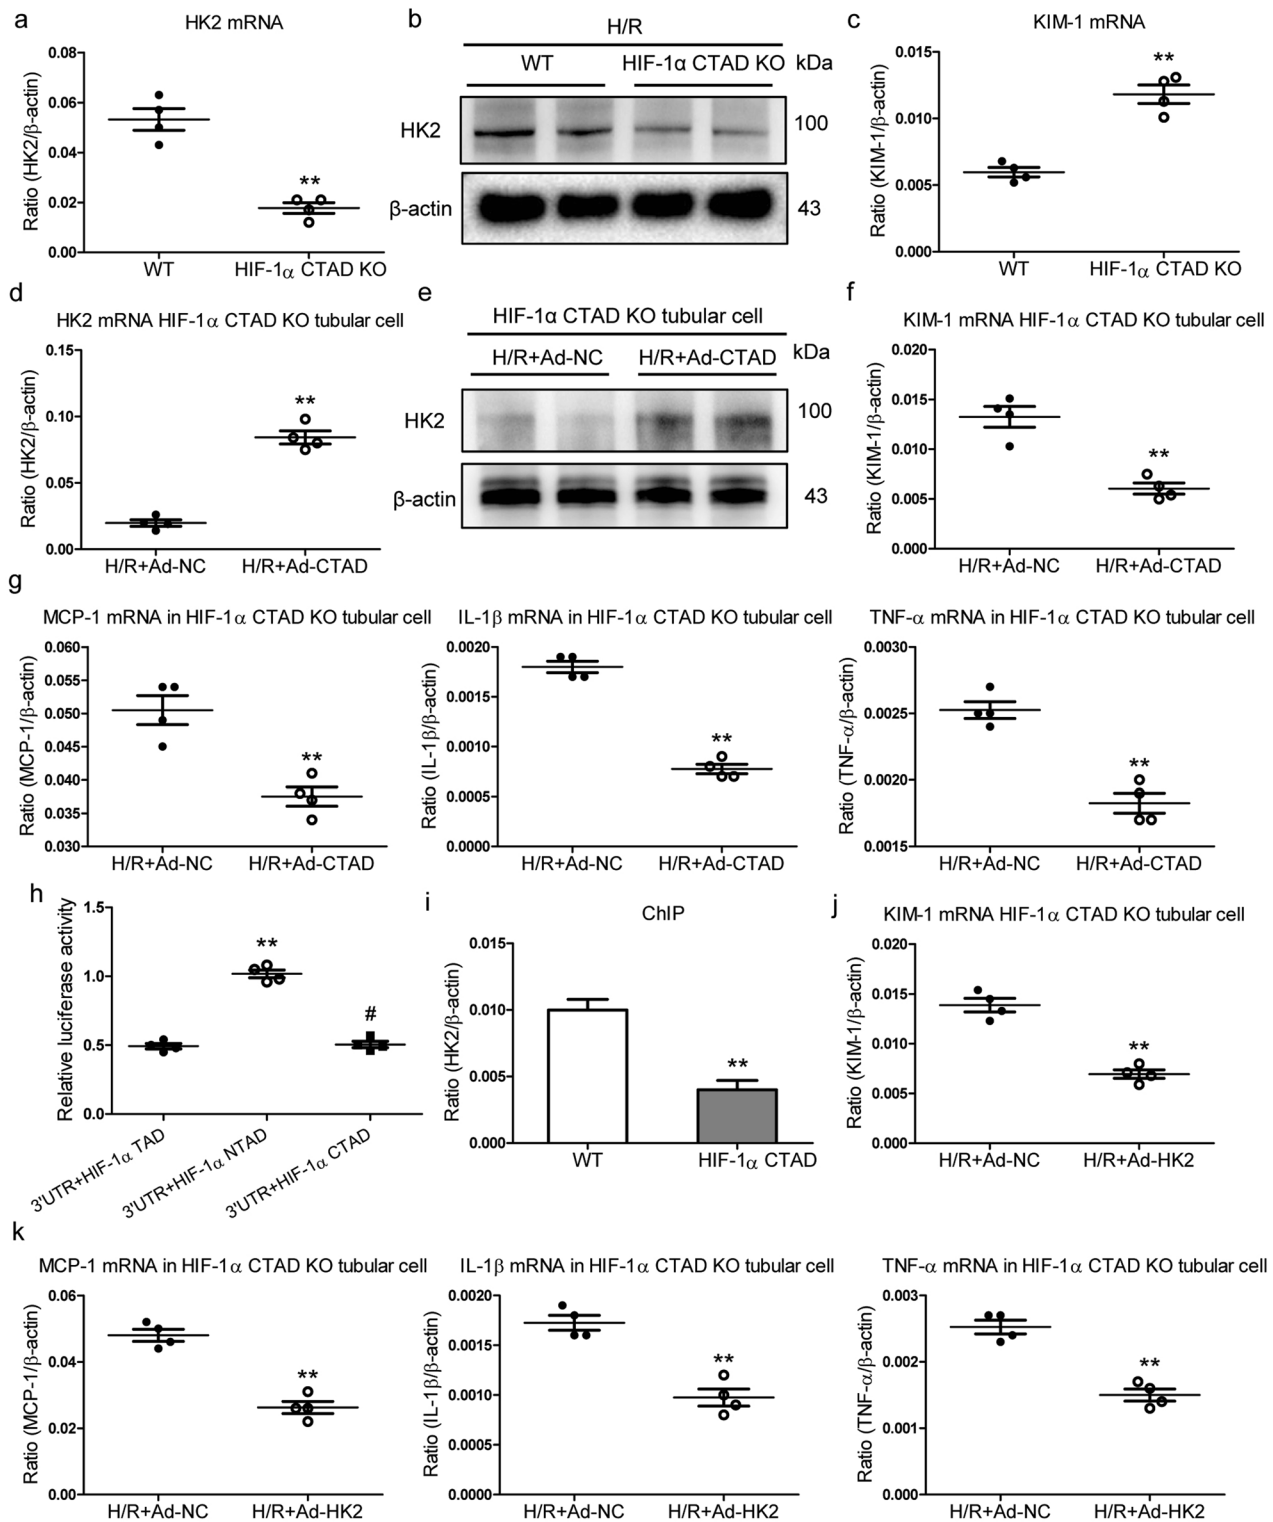 a
HK2 mRNA
Ratio (HK2/β-actin)
0.08
0.06
0.04
0.02
0.00
**
WT
HIF-1α CTAD KO
b
H/R
WT
HIF-1α CTAD KO
kDa
HK2
100
β-actin
43
c
KIM-1 mRNA
Ratio (KIM-1/β-actin)
0.015
0.010
0.005
0.000
**
WT
HIF-1α CTAD KO
d
HK2 mRNA HIF-1α CTAD KO tubular cell
Ratio (HK2/β-actin)
0.15
0.10
0.05
0.00
**
H/R+Ad-NC
H/R+Ad-CTAD
e
HIF-1α CTAD KO tubular cell
H/R+Ad-NC
H/R+Ad-CTAD
kDa
HK2
100
β-actin
43
f
KIM-1 mRNA HIF-1α CTAD KO tubular cell
Ratio (KIM-1/β-actin)
0.020
0.015
0.010
0.005
0.000
**
H/R+Ad-NC
H/R+Ad-CTAD
g
MCP-1 mRNA in HIF-1α CTAD KO tubular cell
Ratio (MCP-1/β-actin)
0.060
0.055
0.050
0.045
0.040
0.035
0.030
**
H/R+Ad-NC
H/R+Ad-CTAD
IL-1β mRNA in HIF-1α CTAD KO tubular cell
Ratio (IL-1β/β-actin)
0.0020
0.0015
0.0010
0.0005
0.0000
**
H/R+Ad-NC
H/R+Ad-CTAD
TNF-α mRNA in HIF-1α CTAD KO tubular cell
Ratio (TNF-α/β-actin)
0.0030
0.0025
0.0020
0.0015
**
H/R+Ad-NC
H/R+Ad-CTAD
h
Relative luciferase activity
1.5
1.0
0.5
0.0
**
#
3'UTR+HIF-1α TAD
3'UTR+HIF-1α NTAD
3'UTR+HIF-1α CTAD
i
ChIP
Ratio (HK2/β-actin)
0.015
0.010
0.005
0.000
**
WT
HIF-1α CTAD
j
KIM-1 mRNA HIF-1α CTAD KO tubular cell
Ratio (KIM-1/β-actin)
0.020
0.015
0.010
0.005
0.000
**
H/R+Ad-NC
H/R+Ad-HK2
k
MCP-1 mRNA in HIF-1α CTAD KO tubular cell
Ratio (MCP-1/β-actin)
0.06
0.04
0.02
0.00
**
H/R+Ad-NC
H/R+Ad-HK2
IL-1β mRNA in HIF-1α CTAD KO tubular cell
Ratio (IL-1β/β-actin)
0.0020
0.0015
0.0010
0.0005
0.0000
**
H/R+Ad-NC
H/R+Ad-HK2
TNF-α mRNA in HIF-1α CTAD KO tubular cell
Ratio (TNF-α/β-actin)
0.003
0.002
0.001
0.000
**
H/R+Ad-NC
H/R+Ad-HK2